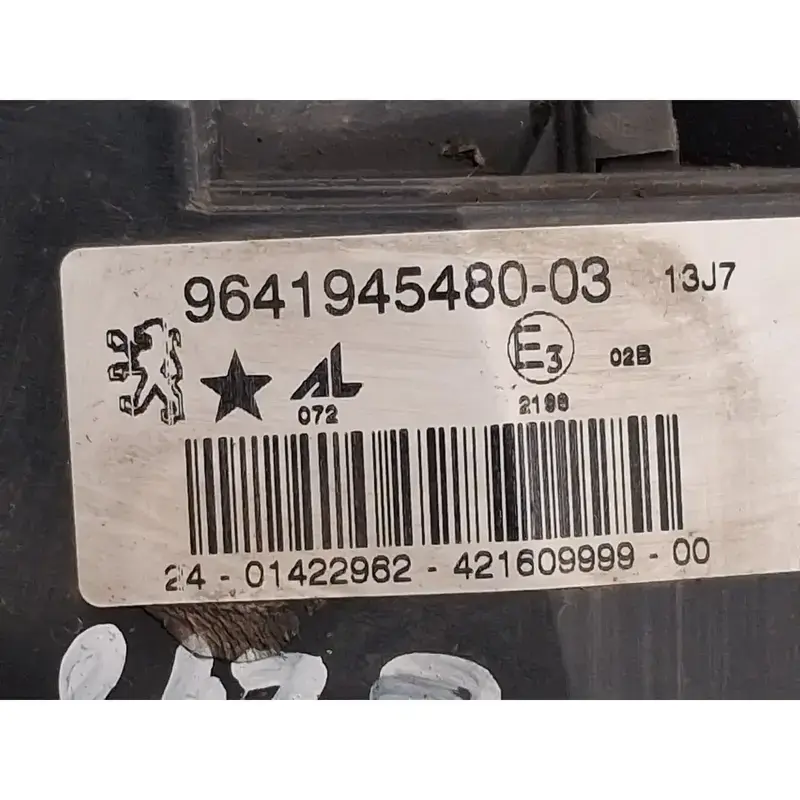 9641945480-03 13J7
AL E3 02B
072 2198
24 - 01422962 - 421609999 - 00